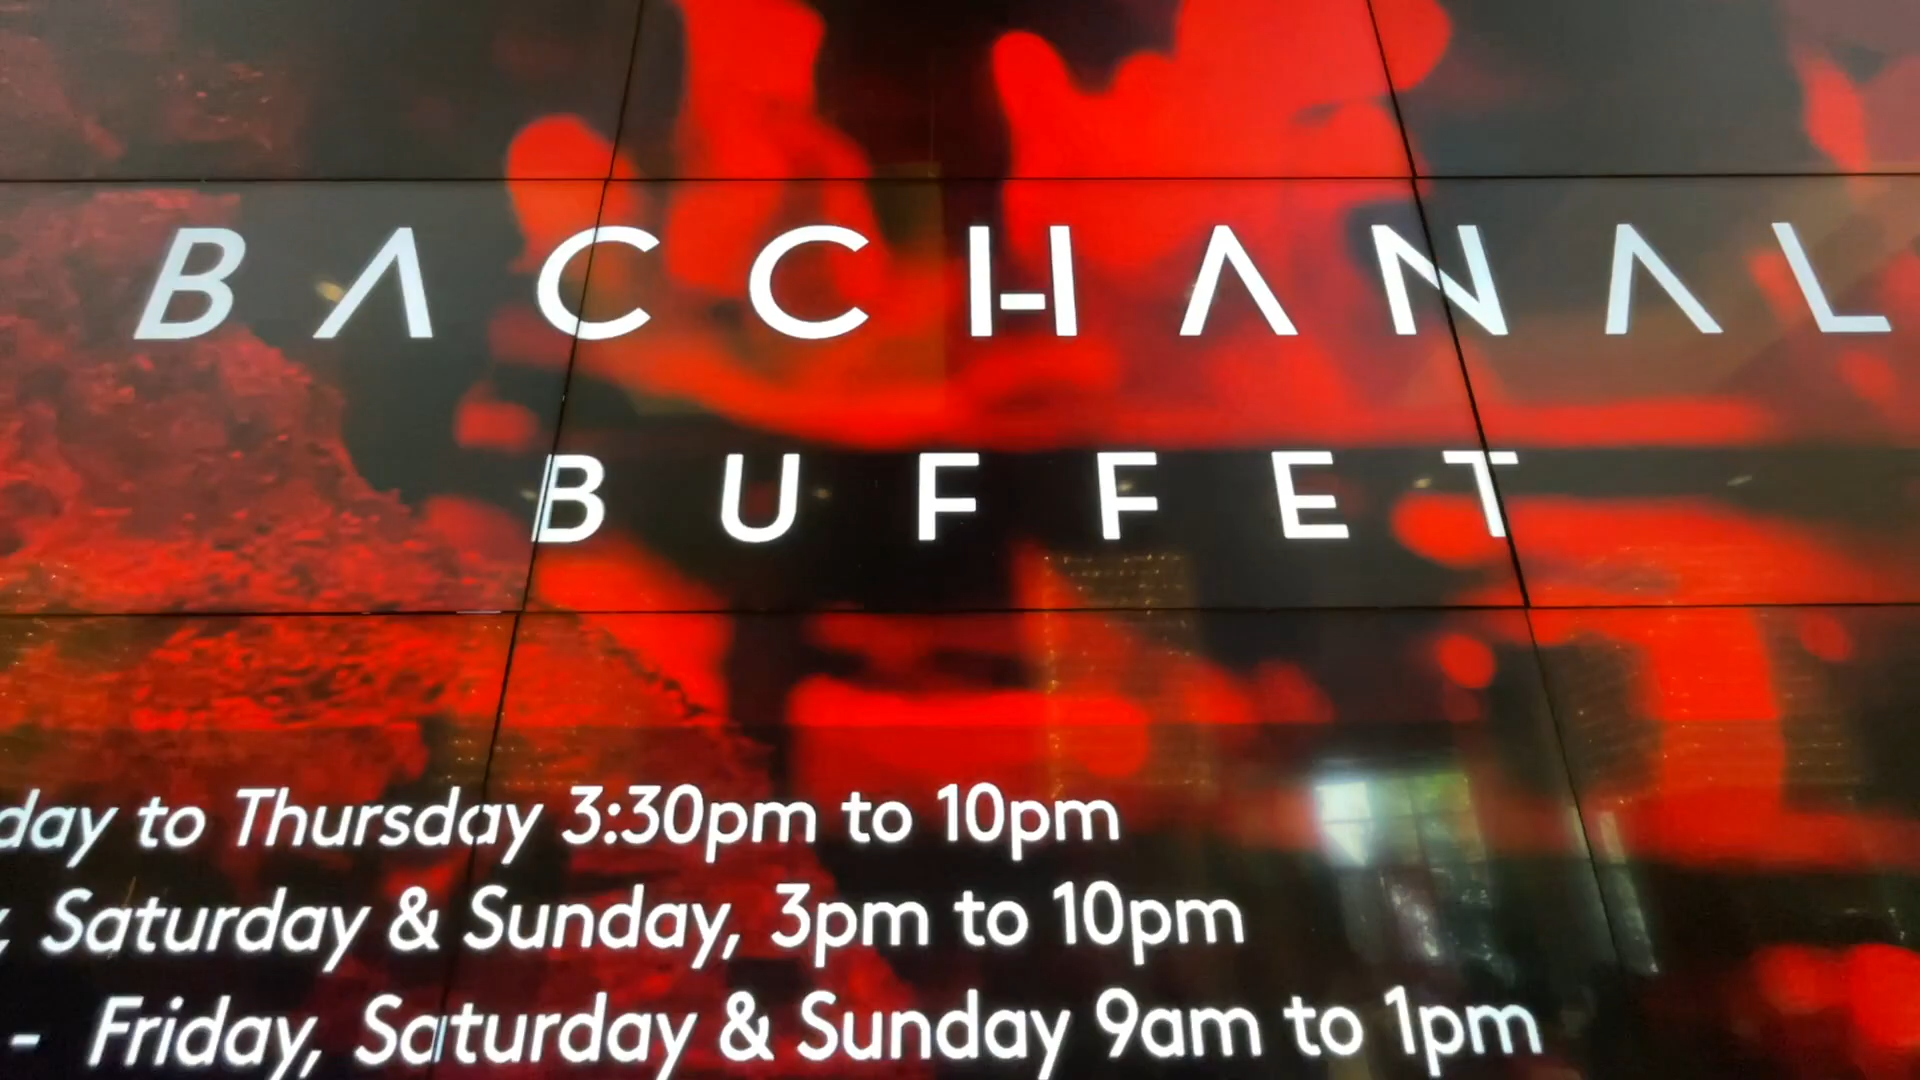 BACCHANAL
BUFFET
day to Thursday 3:30pm to 10pm
, Saturday & Sunday, 3pm to 10pm
- Friday, Saturday & Sunday 9am to 1pm